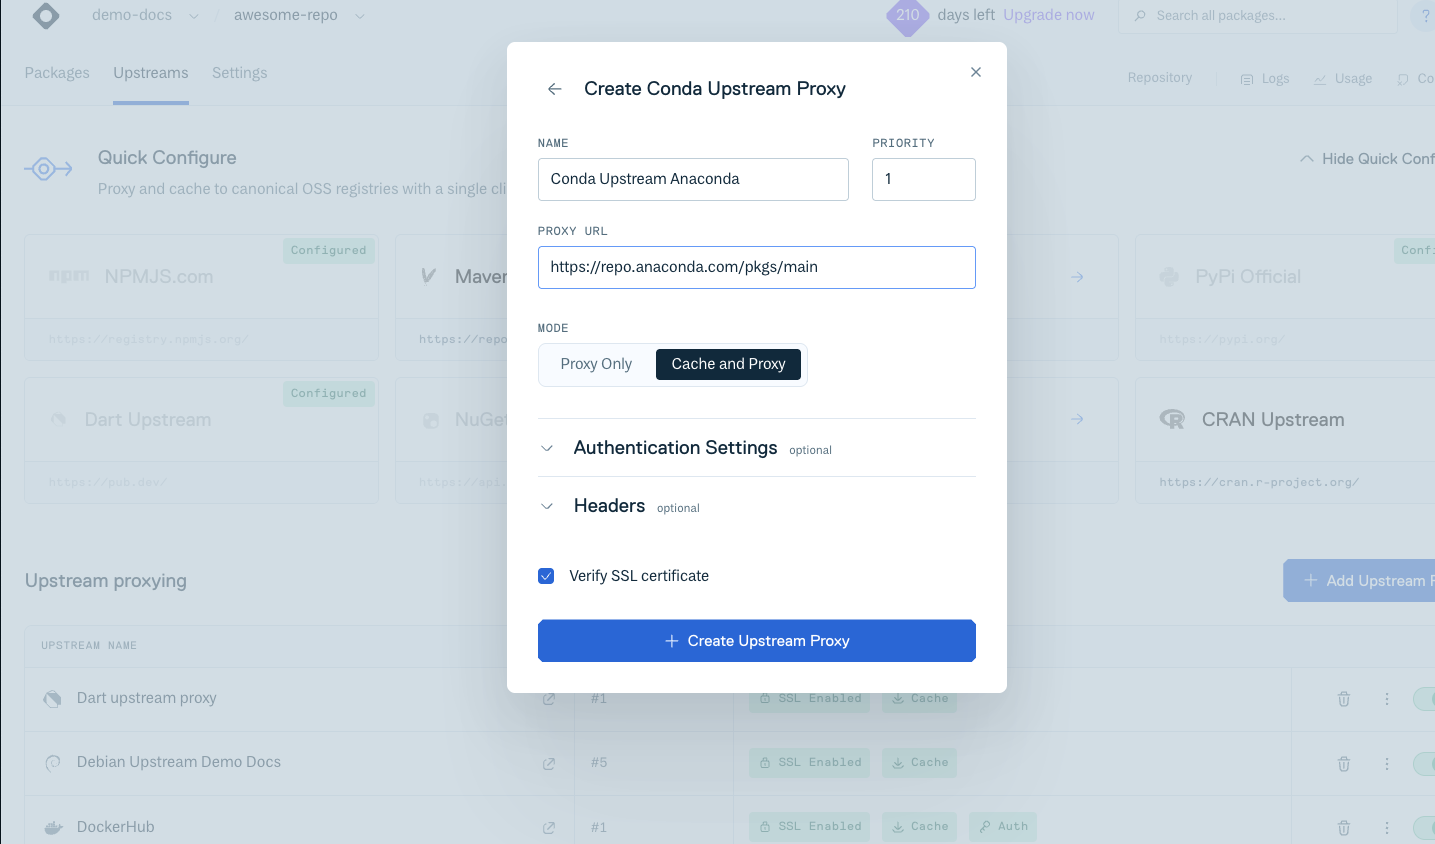 demo-docs / awesome-repo
210 days left Upgrade now
Search all packages...
?
Packages Upstreams Settings
Repository Logs Usage Co
Quick Configure
Proxy and cache to canonical OSS registries with a single cli
Hide Quick Conf
Configured
npm NPMJS.com
https://registry.npmjs.org/
Maven
https://repo
Conf
PyPi Official
https://pypi.org/
Configured
Dart Upstream
https://pub.dev/
NuGet
https://api.
CRAN Upstream
https://cran.r-project.org/
Upstream proxying
Add Upstream P
UPSTREAM NAME
Dart upstream proxy #1 SSL Enabled Cache
Debian Upstream Demo Docs #5 SSL Enabled Cache
DockerHub #1 SSL Enabled Cache Auth
Create Conda Upstream Proxy
NAME PRIORITY
Conda Upstream Anaconda 1
PROXY URL
https://repo.anaconda.com/pkgs/main
MODE
Proxy Only Cache and Proxy
Authentication Settings optional
Headers optional
Verify SSL certificate
Create Upstream Proxy